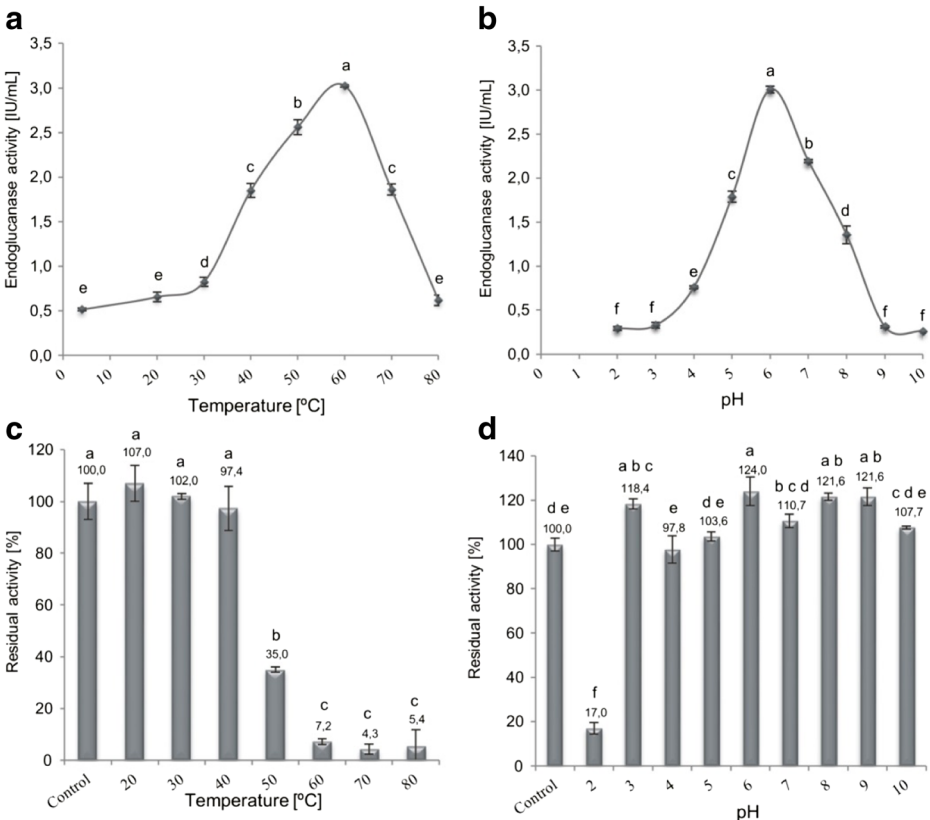 a
Endoglucanase activity [IU/mL]
3,5
3,0
2,5
2,0
1,5
1,0
0,5
0,0
e
e
d
c
b
a
c
e
0 10 20 30 40 50 60 70 80
Temperature [ºC]
b
Endoglucanase activity [IU/mL]
3,5
3,0
2,5
2,0
1,5
1,0
0,5
0,0
f
f
e
c
a
b
d
f
f
0 1 2 3 4 5 6 7 8 9 10
pH
c
Residual activity [%]
120
100
80
60
40
20
0
a
100,0
a
107,0
a
102,0
a
97,4
b
35,0
c
7,2
c
4,3
c
5,4
Control 20 30 40 50 60 70 80
Temperature [ºC]
d
Residual activity [%]
140
120
100
80
60
40
20
0
d e
100,0
f
17,0
a b c
118,4
e
97,8
d e
103,6
a
124,0
b c d
110,7
a b
121,6
a b
121,6
c d e
107,7
Control 2 3 4 5 6 7 8 9 10
pH